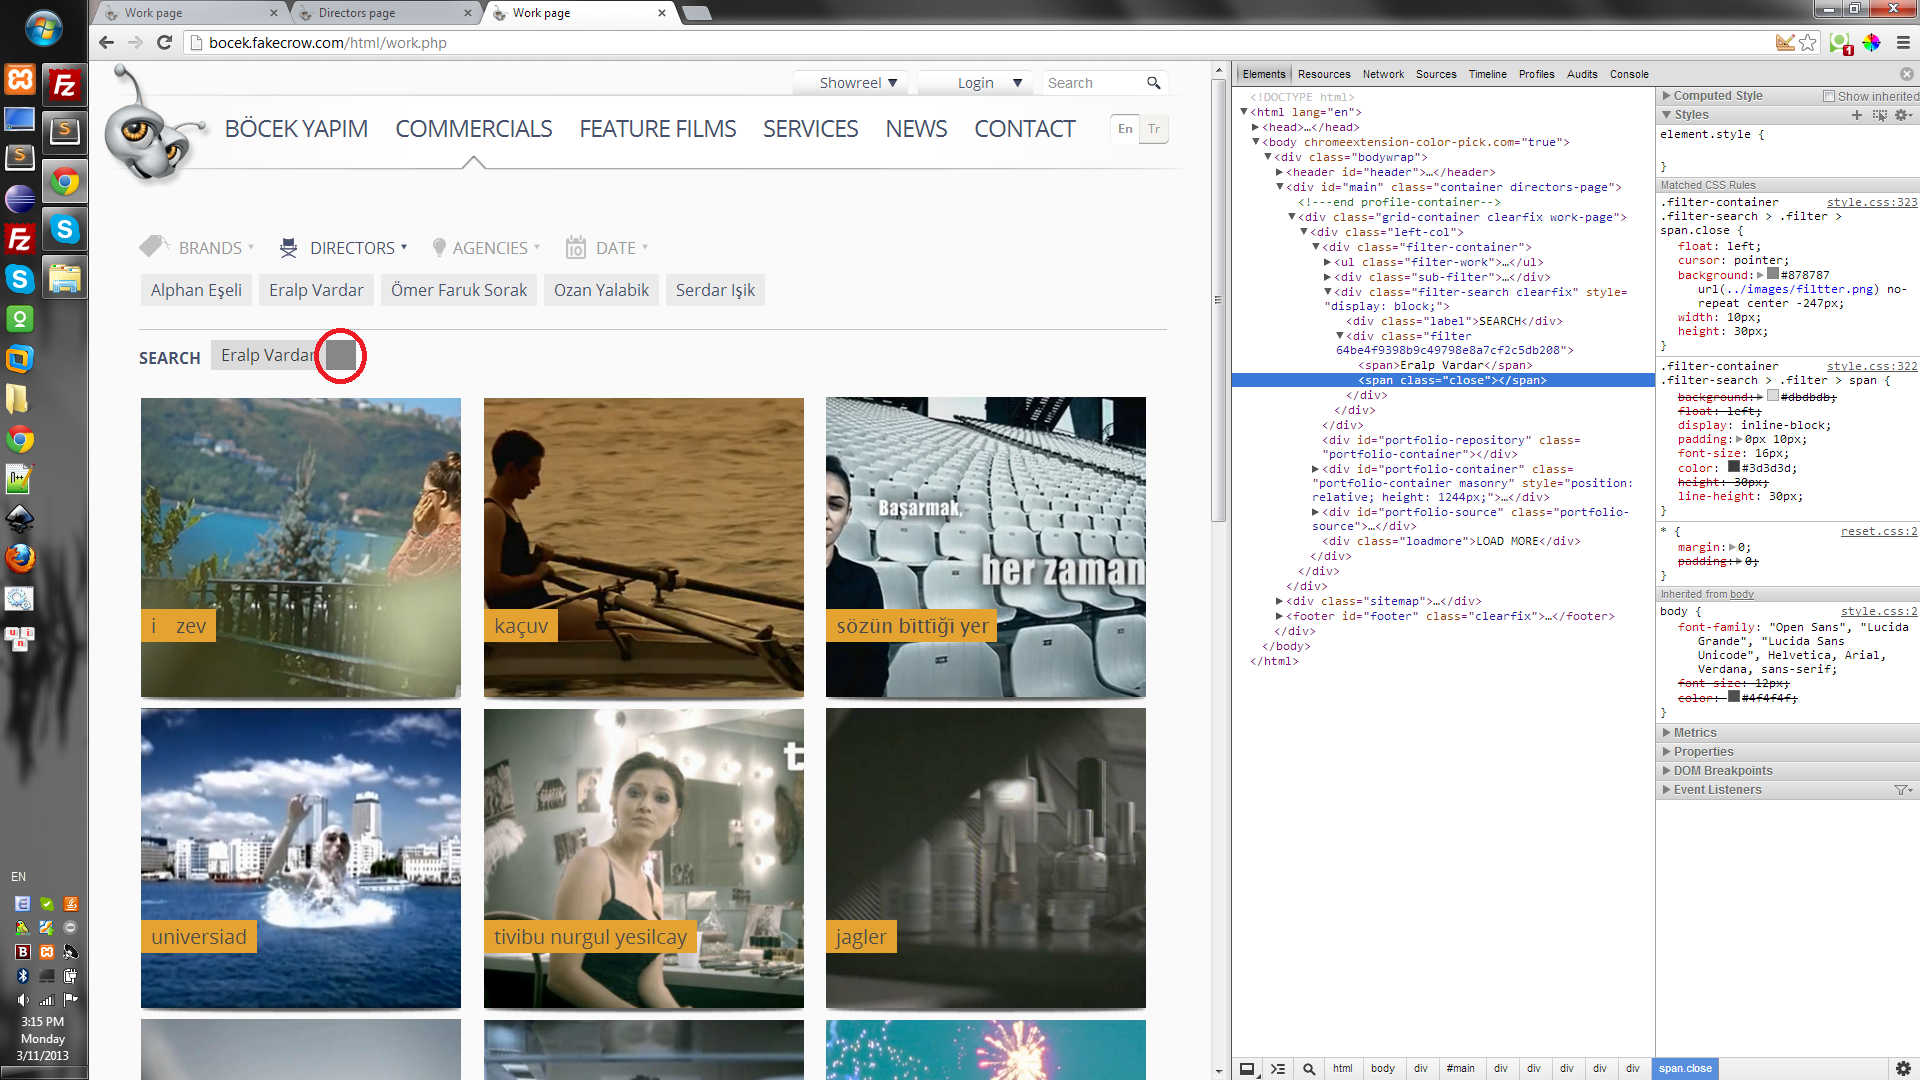 Work page
Directors page
Work page
bocek.fakecrow.com/html/work.php
Showreel
Login
Search
BÖCEK YAPIM
COMMERCIALS
FEATURE FILMS
SERVICES
NEWS
CONTACT
En
Tr
BRANDS
DIRECTORS
AGENCIES
DATE
Alphan Eşeli
Eralp Vardar
Ömer Faruk Sorak
Ozan Yalabik
Serdar Işik
SEARCH
Eralp Vardar
Başarmak,
her zaman
i zev
kaçuv
sözün bittiği yer
universiad
tivibu nurgul yesilcay
jagler
EN
3:15 PM
Monday
3/11/2013
Elements Resources Network Sources Timeline Profiles Audits Console
<!DOCTYPE html>
<html lang="en">
<head>…</head>
<body chromeextension-color-pick.com="true">
<div class="bodywrap">
<header id="header">…</header>
<div id="main" class="container directors-page">
<!---end profile-container-->
<div class="grid-container clearfix work-page">
<div class="left-col">
<div class="filter-container">
<ul class="filter-work">…</ul>
<div class="sub-filter">…</div>
<div class="filter-search clearfix" style=
"display: block;">
<div class="label">SEARCH</div>
<div class="filter
64be4f9398b9c49798e8a7cf2c5db208">
<span>Eralp Vardar</span>
<span class="close"></span>
</div>
</div>
</div>
<div id="portfolio-repository" class=
"portfolio-container"></div>
<div id="portfolio-container" class=
"portfolio-container masonry" style="position:
relative; height: 1244px;">…</div>
<div id="portfolio-source" class="portfolio-
source">…</div>
<div class="loadmore">LOAD MORE</div>
</div>
</div>
</div>
<div class="sitemap">…</div>
<footer id="footer" class="clearfix">…</footer>
</div>
</body>
</html>
Computed Style
Show inherited
Styles
element.style {
}
Matched CSS Rules
.filter-container style.css:323
.filter-search > .filter >
span.close {
float: left;
cursor: pointer;
background: #878787
url(../images/filtter.png) no-
repeat center -247px;
width: 10px;
height: 30px;
}
.filter-container style.css:322
.filter-search > .filter > span {
background: #dbdbdb;
float: left;
display: inline-block;
padding: 0px 10px;
font-size: 16px;
color: #3d3d3d;
height: 30px;
line-height: 30px;
}
* { reset.css:2
margin: 0;
padding: 0;
}
Inherited from body
body { style.css:2
font-family: "Open Sans", "Lucida
Grande", "Lucida Sans
Unicode", Helvetica, Arial,
Verdana, sans-serif;
font-size: 12px;
color: #4f4f4f;
}
Metrics
Properties
DOM Breakpoints
Event Listeners
html body div #main div div div div div span.close